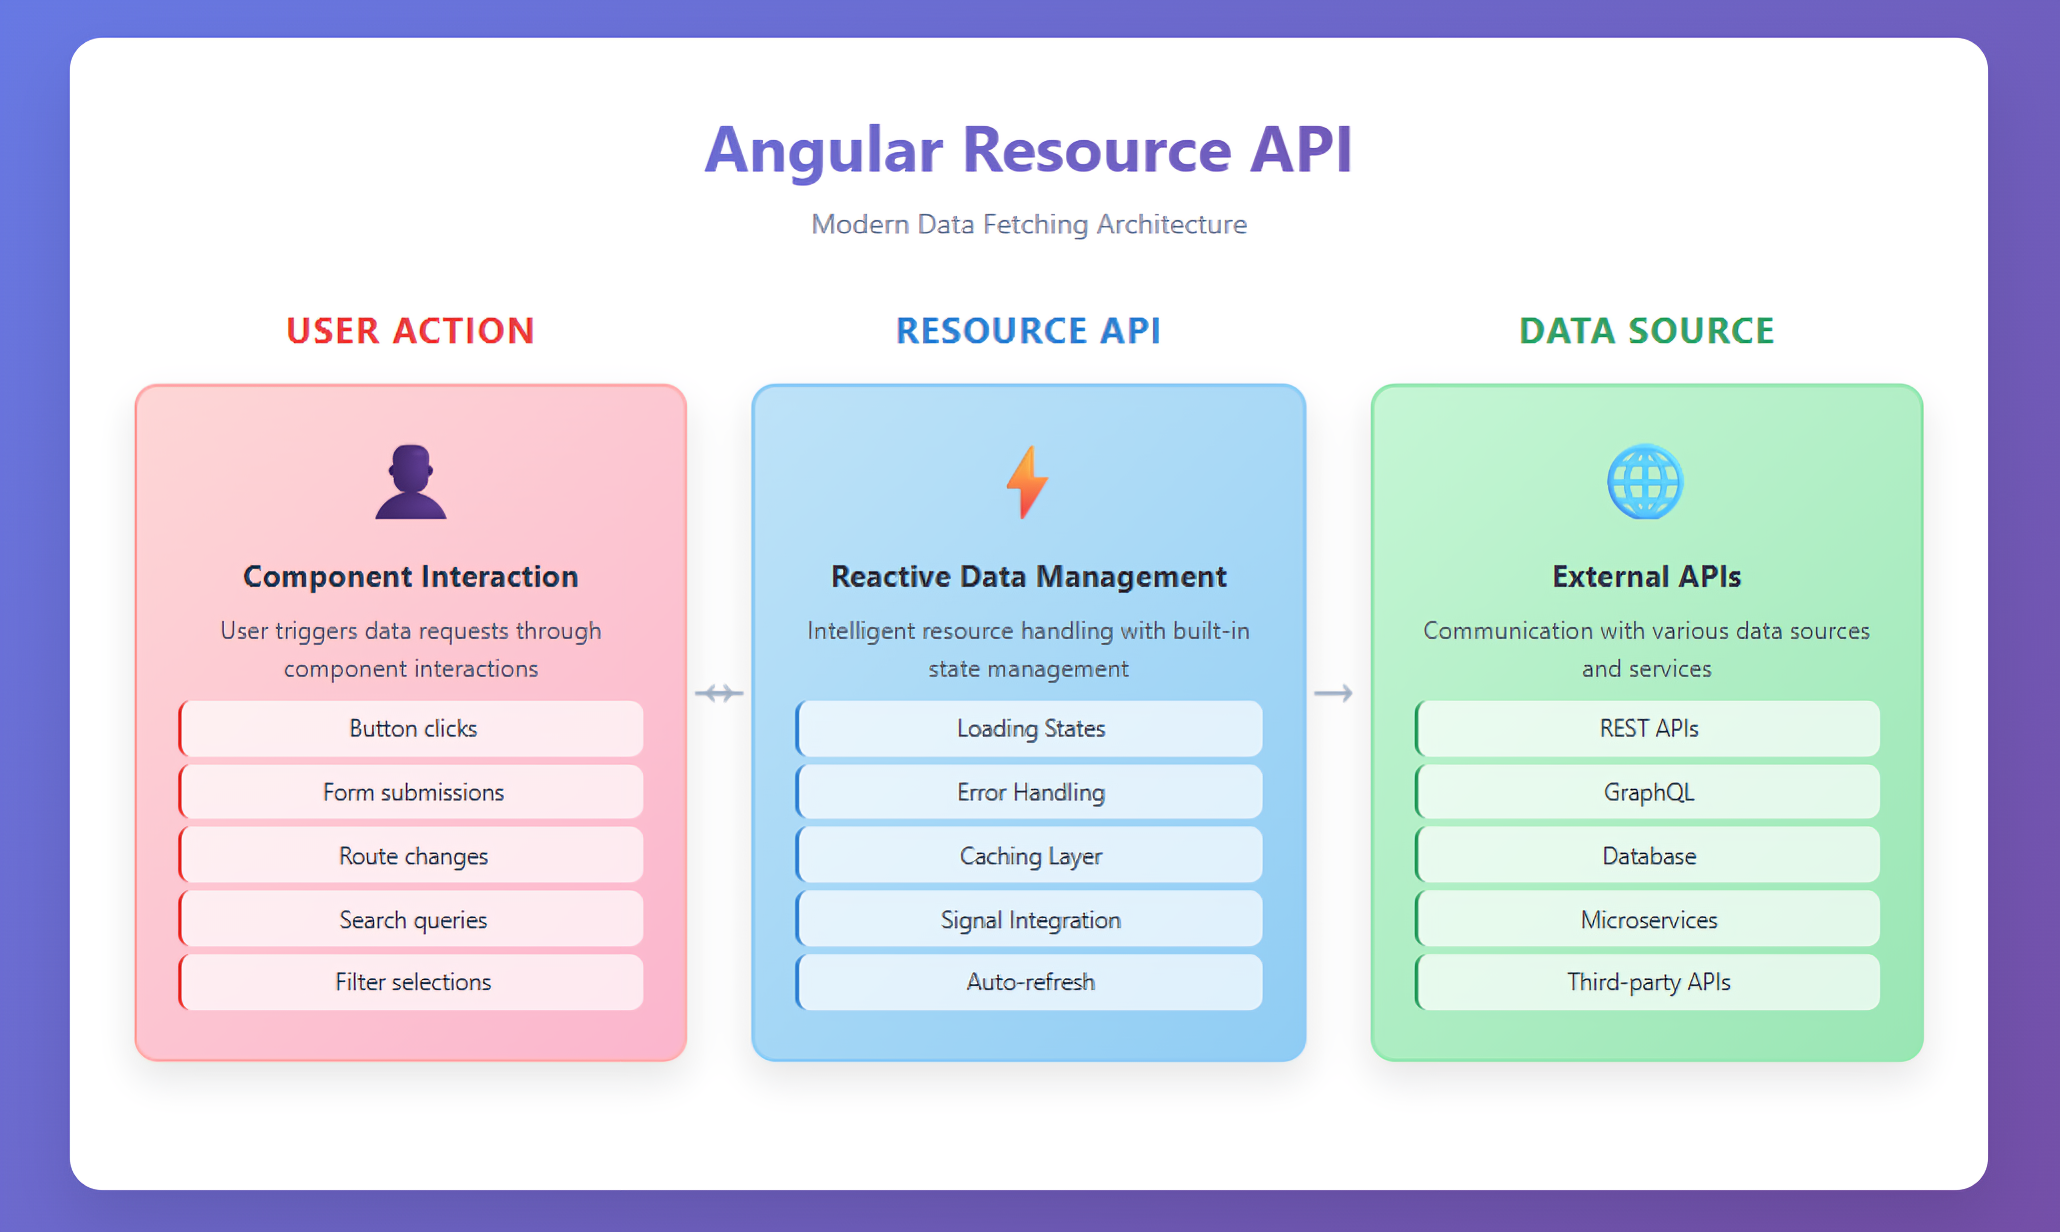 Angular Resource API
Modern Data Fetching Architecture
USER ACTION
Component Interaction
User triggers data requests through
component interactions
Button clicks
Form submissions
Route changes
Search queries
Filter selections
RESOURCE API
Reactive Data Management
Intelligent resource handling with built-in
state management
Loading States
Error Handling
Caching Layer
Signal Integration
Auto-refresh
DATA SOURCE
External APIs
Communication with various data sources
and services
REST APIs
GraphQL
Database
Microservices
Third-party APIs